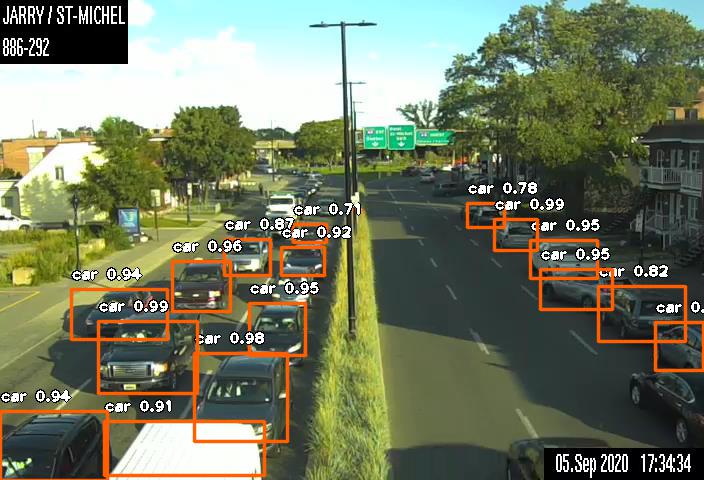 JARRY / ST-MICHEL
886-292
car 0.78
car 0.99
car 0.71
car 0.87
car 0.92
car 0.95
car 0.96
car 0.95
car 0.82
car 0.94
car 0.95
car 0.99
car 0.98
car 0.94
car 0.91
05.Sep 2020 17:34:34